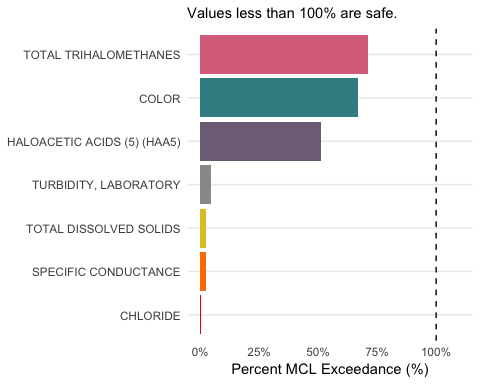 Values less than 100% are safe.
TOTAL TRIHALOMETHANES
COLOR
HALOACETIC ACIDS (5) (HAA5)
TURBIDITY, LABORATORY
TOTAL DISSOLVED SOLIDS
SPECIFIC CONDUCTANCE
CHLORIDE
0% 25% 50% 75% 100%
Percent MCL Exceedance (%)